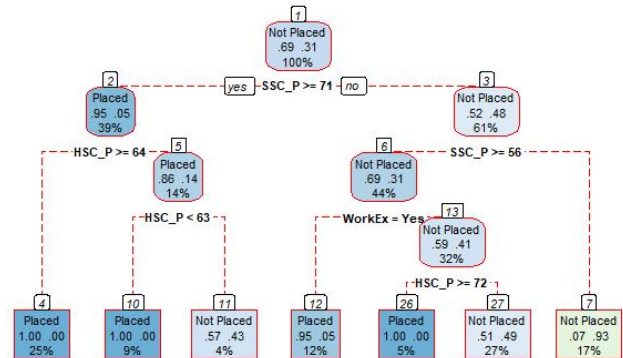 1
Not Placed
.69 .31
100%
yes SSC_P >= 71 no
2
Placed
.95 .05
39%
3
Not Placed
.52 .48
61%
HSC_P >= 64
SSC_P >= 56
5
Placed
.86 .14
14%
6
Not Placed
.69 .31
44%
HSC_P < 63
WorkEx = Yes
13
Not Placed
.59 .41
32%
HSC_P >= 72
4
Placed
1.00 .00
25%
10
Placed
1.00 .00
9%
11
Not Placed
.57 .43
4%
12
Placed
.95 .05
12%
26
Placed
1.00 .00
5%
27
Not Placed
.51 .49
27%
7
Not Placed
.07 .93
17%